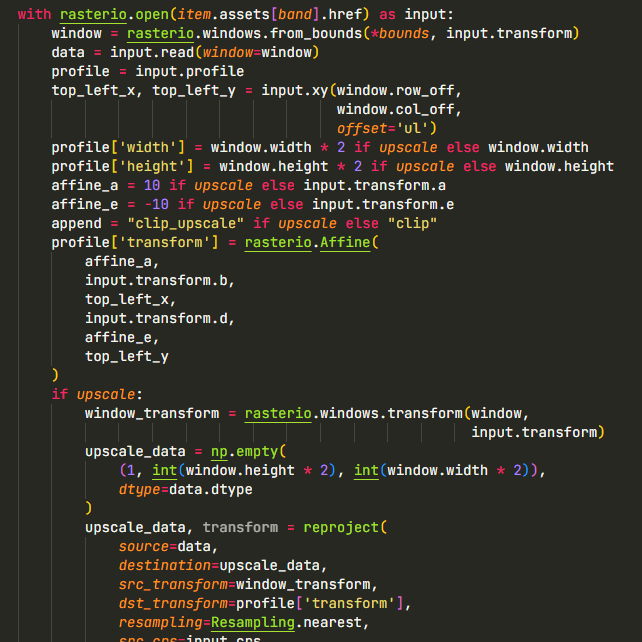 with rasterio.open(item.assets[band].href) as input:
    window = rasterio.windows.from_bounds(*bounds, input.transform)
    data = input.read(window=window)
    profile = input.profile
    top_left_x, top_left_y = input.xy(window.row_off,
                                      window.col_off,
                                      offset='ul')
    profile['width'] = window.width * 2 if upscale else window.width
    profile['height'] = window.height * 2 if upscale else window.height
    affine_a = 10 if upscale else input.transform.a
    affine_e = -10 if upscale else input.transform.e
    append = "clip_upscale" if upscale else "clip"
    profile['transform'] = rasterio.Affine(
        affine_a,
        input.transform.b,
        top_left_x,
        input.transform.d,
        affine_e,
        top_left_y
    )
    if upscale:
        window_transform = rasterio.windows.transform(window,
                                                      input.transform)
        upscale_data = np.empty(
            (1, int(window.height * 2), int(window.width * 2)),
            dtype=data.dtype
        )
        upscale_data, transform = reproject(
            source=data,
            destination=upscale_data,
            src_transform=window_transform,
            dst_transform=profile['transform'],
            resampling=Resampling.nearest,
            src_crs=input.crs